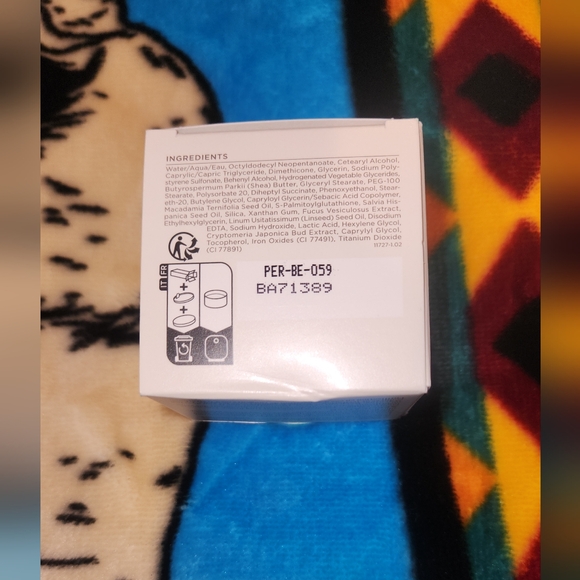 INGREDIENTS
Water/Aqua/Eau, Octyldodecyl Neopentanoate, Cetearyl Alcohol,
Caprylic/Capric Triglyceride, Dimethicone, Glycerin, Sodium Poly-
styrene Sulfonate, Behenyl Alcohol, Hydrogenated Vegetable Glycerides,
Butyrospermum Parkii (Shea) Butter, Glyceryl Stearate, PEG-100
Stearate, Polysorbate 20, Diheptyl Succinate, Phenoxyethanol, Stear-
eth-20, Butylene Glycol, Capryloyl Glycerin/Sebacic Acid Copolymer,
Macadamia Ternifolia Seed Oil, S-Palmitoylglutathione, Salvia His-
panica Seed Oil, Silica, Xanthan Gum, Fucus Vesiculosus Extract,
Ethylhexylglycerin, Linum Usitatissimum (Linseed) Seed Oil, Disodium
EDTA, Sodium Hydroxide, Lactic Acid, Hexylene Glycol,
Cryptomeria Japonica Bud Extract, Caprylyl Glycol,
Tocopherol, Iron Oxides (CI 77491), Titanium Dioxide
(CI 77891)
11727-1.02
IT FR
PER-BE-059
BA71389